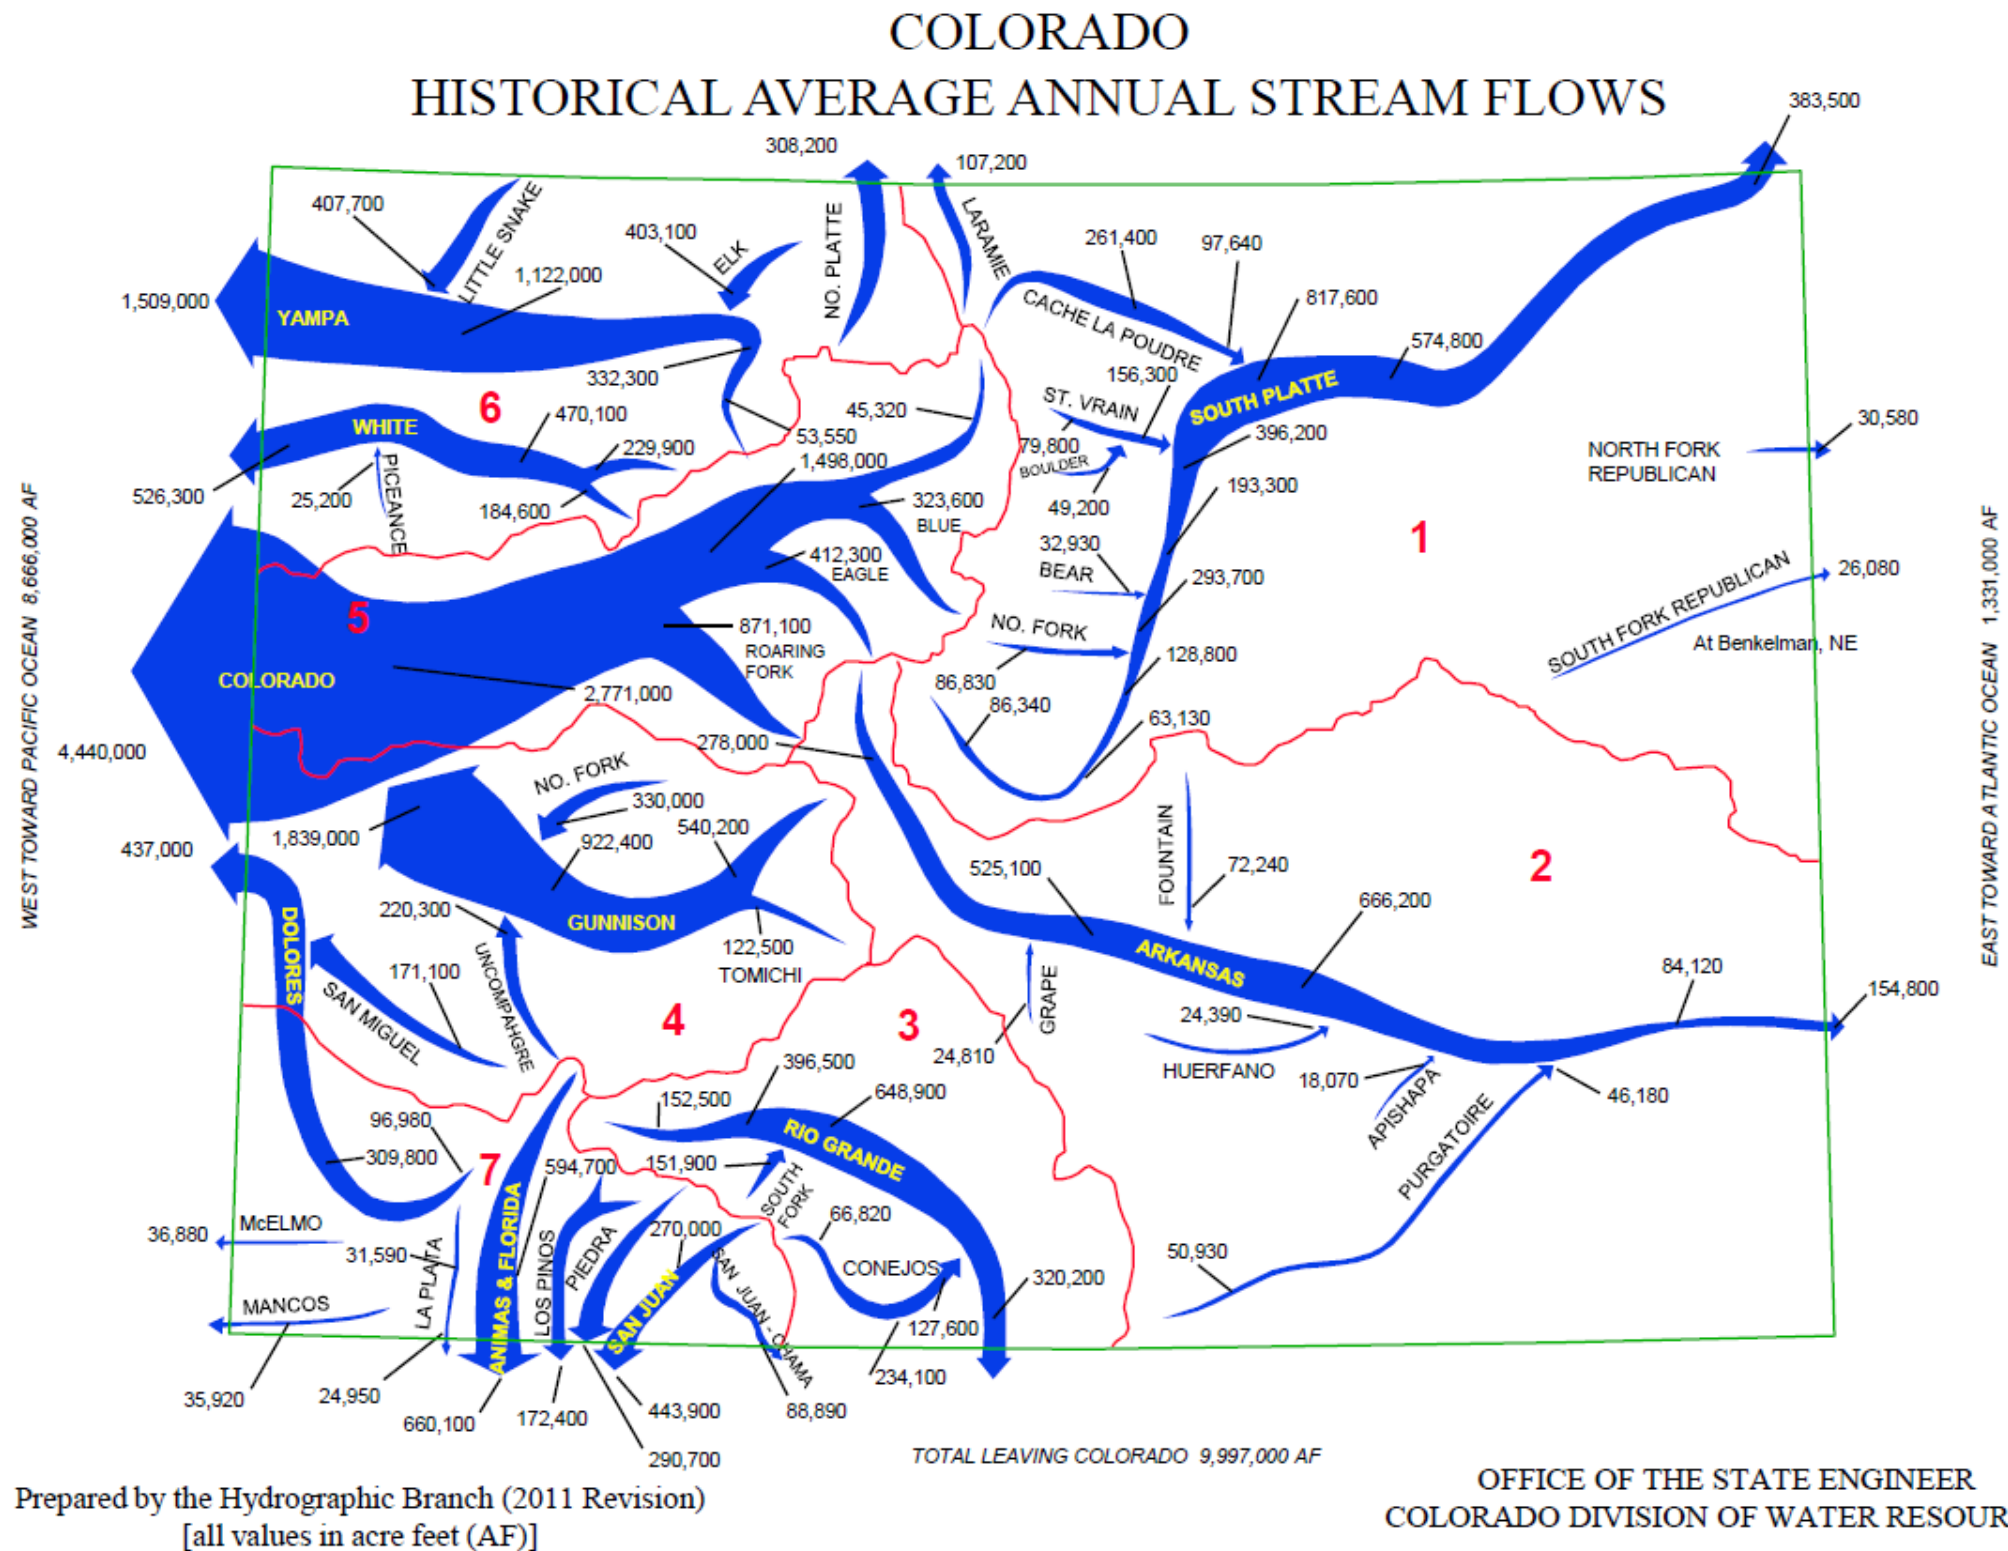 COLORADO
HISTORICAL AVERAGE ANNUAL STREAM FLOWS
383,500
308,200
107,200
407,700
LITTLE SNAKE
403,100
ELK
NO. PLATTE
LARAMIE
261,400
97,640
1,122,000
1,509,000
YAMPA
817,600
CACHE LA POUDRE
574,800
332,300
156,300
SOUTH PLATTE
6
470,100
45,320
ST. VRAIN
WHITE
229,900
53,550
79,800
396,200
30,580
NORTH FORK
REPUBLICAN
1,498,000
BOULDER
526,300
25,200
PICEANCE
184,600
323,600
BLUE
49,200
193,300
1
32,930
BEAR
412,300
EAGLE
293,700
26,080
SOUTH FORK REPUBLICAN
5
871,100
ROARING
FORK
NO. FORK
128,800
At Benkelman, NE
COLORADO
2,771,000
86,830
86,340
63,130
4,440,000
278,000
NO. FORK
330,000
540,200
1,839,000
922,400
437,000
FOUNTAIN
72,240
2
525,100
666,200
220,300
GUNNISON
122,500
TOMICHI
DOLORES
171,100
SAN MIGUEL
UNCOMPAHGRE
ARKANSAS
84,120
154,800
4
3
GRAPE
24,810
24,390
HUERFANO
18,070
APISHAPA
46,180
PURGATOIRE
396,500
648,900
152,500
RIO GRANDE
96,980
309,800
7
594,700
151,900
SOUTH
FORK
66,820
36,880
McELMO
31,590
LA PLATA
ANIMAS & FLORIDA
LOS PINOS
PIEDRA
270,000
SAN JUAN
SAN JUAN - CHAMA
CONEJOS
127,600
320,200
50,930
MANCOS
35,920
24,950
660,100
172,400
443,900
290,700
88,890
234,100
WEST TOWARD PACIFIC OCEAN 8,666,000 AF
EAST TOWARD ATLANTIC OCEAN 1,331,000 AF
TOTAL LEAVING COLORADO 9,997,000 AF
Prepared by the Hydrographic Branch (2011 Revision)
[all values in acre feet (AF)]
OFFICE OF THE STATE ENGINEER
COLORADO DIVISION OF WATER RESOUR